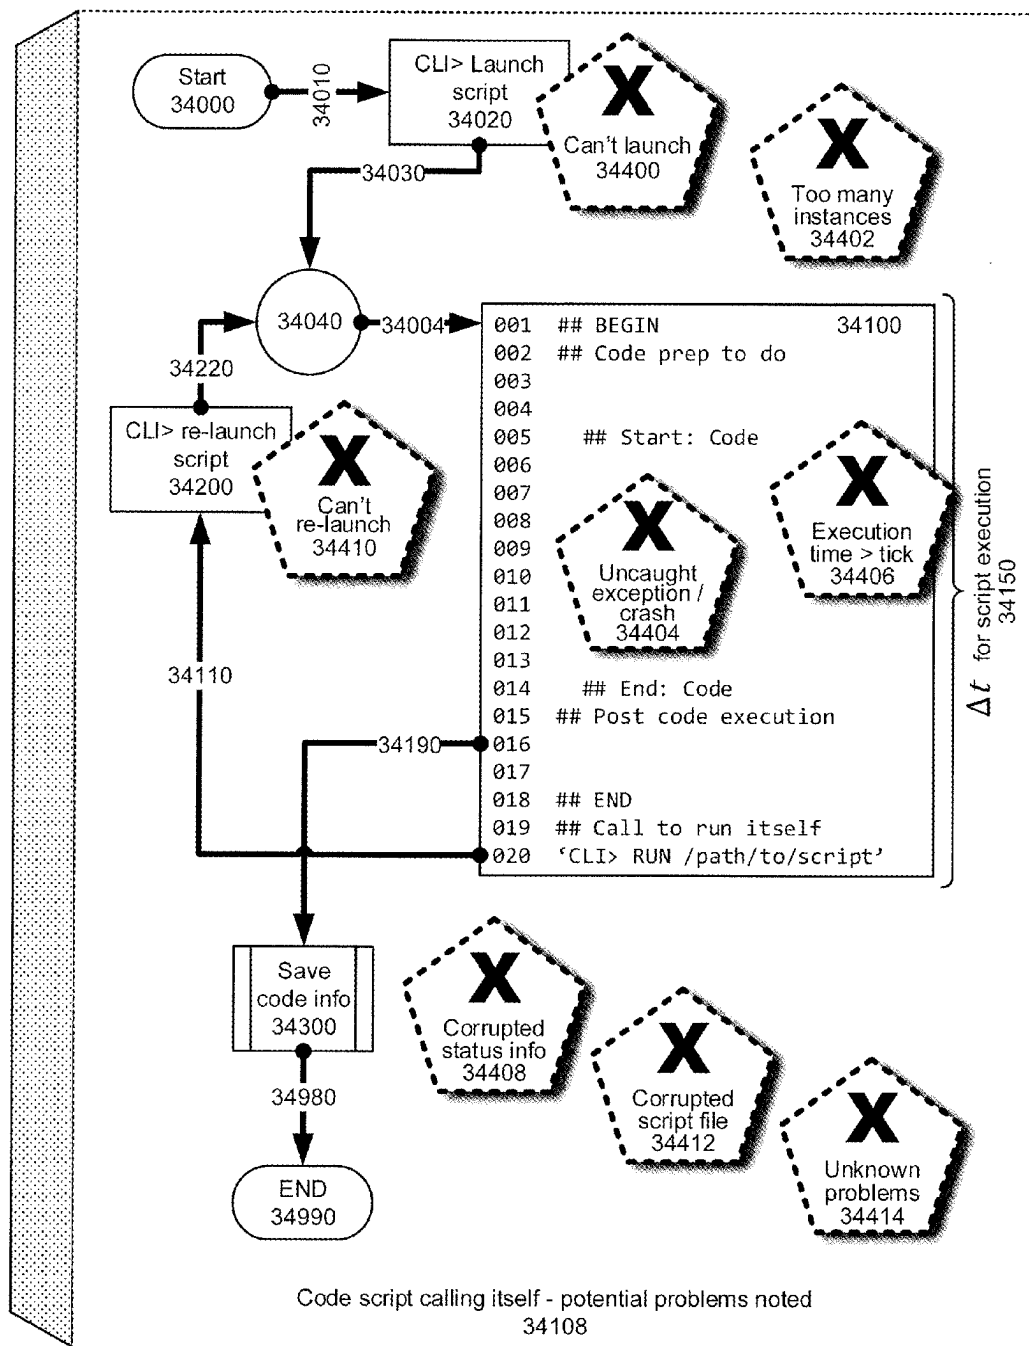 Start
34000
34010
CLI> Launch
script
34020
X
Can't launch
34400
X
Too many
instances
34402
34030
34040
34004
34220
CLI> re-launch
script
34200
X
Can't
re-launch
34410
34110
001 ## BEGIN 34100
002 ## Code prep to do
003
004
005 ## Start: Code
006
007
008
009
010
011
012
013
014 ## End: Code
015 ## Post code execution
016
017
018 ## END
019 ## Call to run itself
020 ‘CLI> RUN /path/to/script’
X
Uncaught
exception /
crash
34404
X
Execution
time > tick
34406
Δt for script execution
34150
34190
Save
code info
34300
34980
END
34990
X
Corrupted
status info
34408
X
Corrupted
script file
34412
X
Unknown
problems
34414
Code script calling itself - potential problems noted
34108